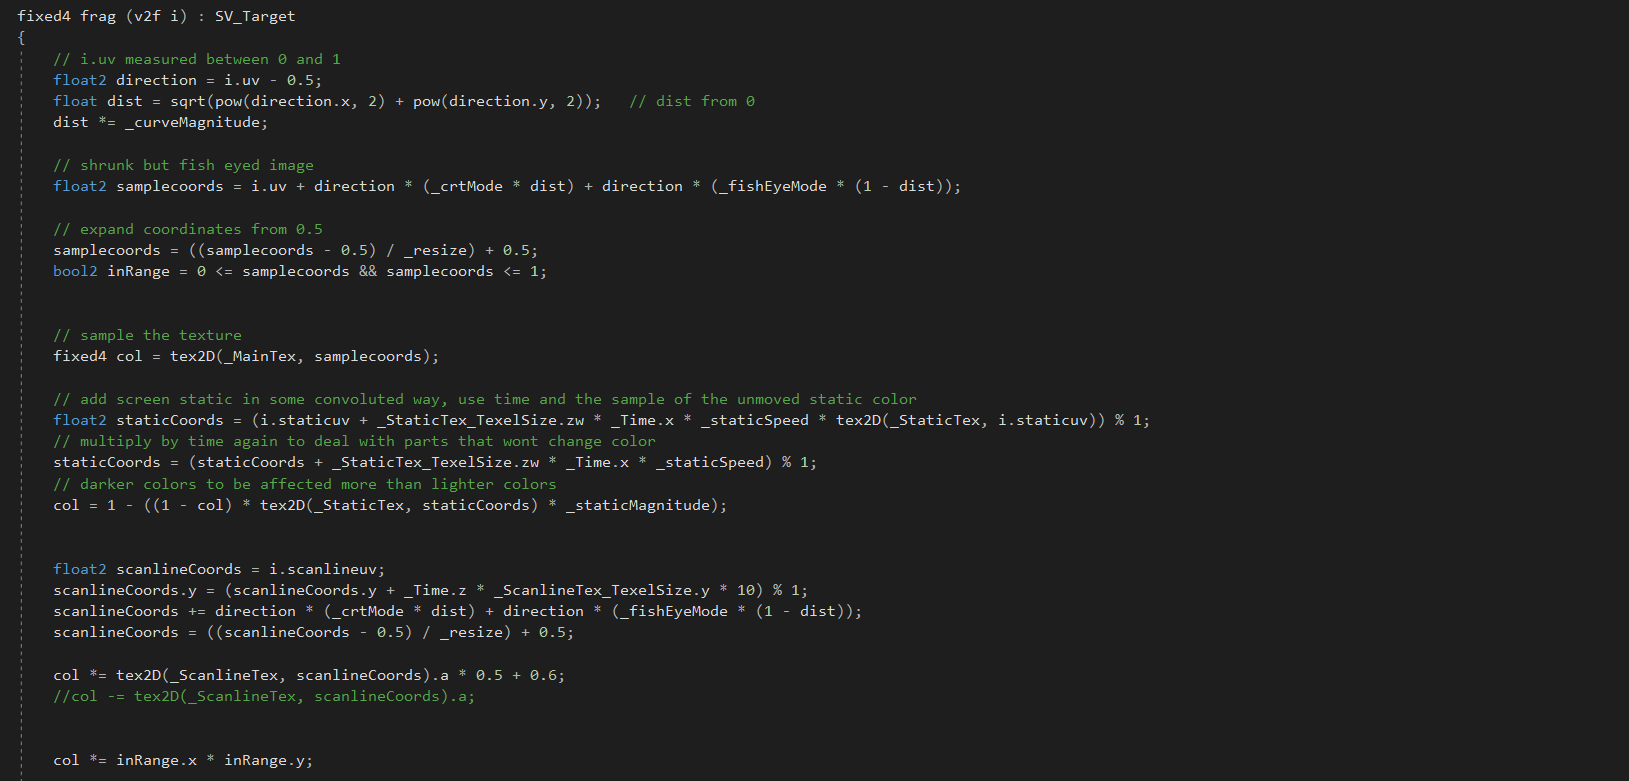 fixed4 frag (v2f i) : SV_Target
{
// i.uv measured between 0 and 1
float2 direction = i.uv - 0.5;
float dist = sqrt(pow(direction.x, 2) + pow(direction.y, 2));   // dist from 0
dist *= _curveMagnitude;
// shrunk but fish eyed image
float2 samplecoords = i.uv + direction * (_crtMode * dist) + direction * (_fishEyeMode * (1 - dist));
// expand coordinates from 0.5
samplecoords = ((samplecoords - 0.5) / _resize) + 0.5;
bool2 inRange = 0 <= samplecoords && samplecoords <= 1;
// sample the texture
fixed4 col = tex2D(_MainTex, samplecoords);
// add screen static in some convoluted way, use time and the sample of the unmoved static color
float2 staticCoords = (i.staticuv + _StaticTex_TexelSize.zw * _Time.x * _staticSpeed * tex2D(_StaticTex, i.staticuv)) % 1;
// multiply by time again to deal with parts that wont change color
staticCoords = (staticCoords + _StaticTex_TexelSize.zw * _Time.x * _staticSpeed) % 1;
// darker colors to be affected more than lighter colors
col = 1 - ((1 - col) * tex2D(_StaticTex, staticCoords) * _staticMagnitude);
float2 scanlineCoords = i.scanlineuv;
scanlineCoords.y = (scanlineCoords.y + _Time.z * _ScanlineTex_TexelSize.y * 10) % 1;
scanlineCoords += direction * (_crtMode * dist) + direction * (_fishEyeMode * (1 - dist));
scanlineCoords = ((scanlineCoords - 0.5) / _resize) + 0.5;
col *= tex2D(_ScanlineTex, scanlineCoords).a * 0.5 + 0.6;
//col -= tex2D(_ScanlineTex, scanlineCoords).a;
col *= inRange.x * inRange.y;